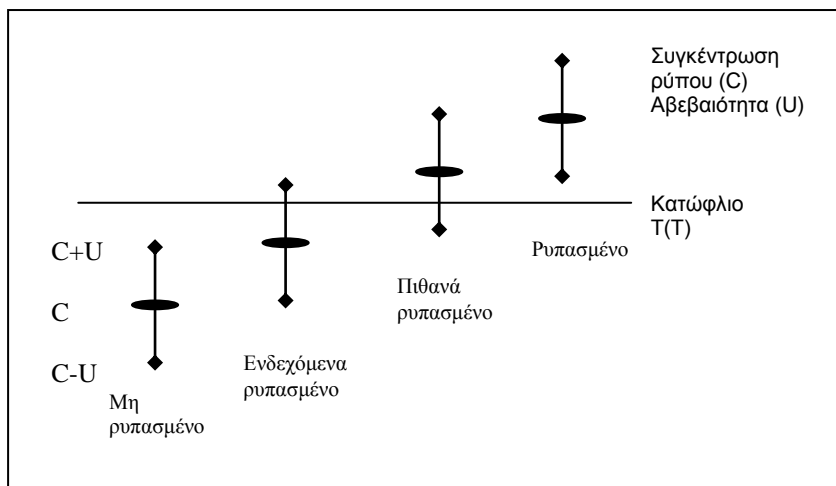 Συγκέντρωση
ρύπου (C)
Αβεβαιότητα (U)
Κατώφλιο
Τ(Τ)
C+U
C
C-U
Μη
ρυπασμένο
Ενδεχόμενα
ρυπασμένο
Πιθανά
ρυπασμένο
Ρυπασμένο